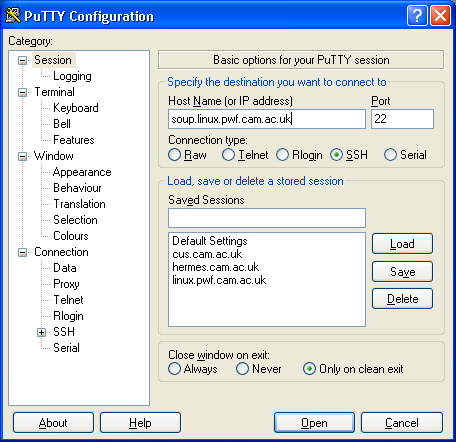 PuTTY Configuration
Category:
Session
Logging
Terminal
Keyboard
Bell
Features
Window
Appearance
Behaviour
Translation
Selection
Colours
Connection
Data
Proxy
Telnet
Rlogin
SSH
Serial
Basic options for your PuTTY session
Specify the destination you want to connect to
Host Name (or IP address) Port
soup.linux.pwf.cam.ac.uk 22
Connection type:
Raw Telnet Rlogin SSH Serial
Load, save or delete a stored session
Saved Sessions
Default Settings
cus.cam.ac.uk
hermes.cam.ac.uk
linux.pwf.cam.ac.uk
Load
Save
Delete
Close window on exit:
Always Never Only on clean exit
About Help Open Cancel